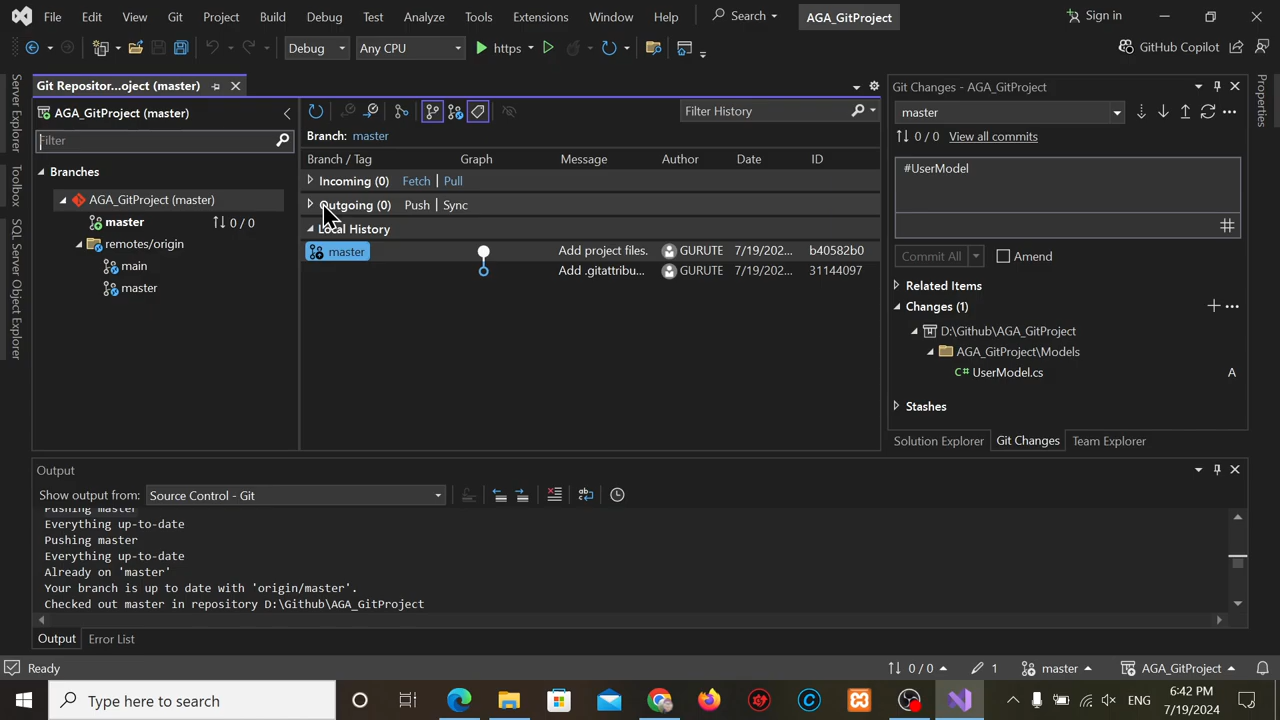 File Edit View Git Project Build Debug Test Analyze Tools Extensions Window Help Search AGA_GitProject Sign in
Debug Any CPU https GitHub Copilot
Git Repositor...oject (master)
Git Changes - AGA_GitProject
AGA_GitProject (master)
Filter
Branches
AGA_GitProject (master)
master 0 / 0
remotes/origin
main
master
Filter History
Branch: master
Branch / Tag Graph Message Author Date ID
Incoming (0) Fetch | Pull
Outgoing (0) Push | Sync
Local History
master Add project files. GURUTE 7/19/202... b40582b0
Add .gitattribu... GURUTE 7/19/202... 31144097
master
0 / 0 View all commits
#UserModel
Commit All Amend
Related Items
Changes (1)
D:\Github\AGA_GitProject
AGA_GitProject\Models
C# UserModel.cs A
Stashes
Solution Explorer Git Changes Team Explorer
Server Explorer
Toolbox
SQL Server Object Explorer
Properties
Output
Show output from: Source Control - Git
Pushing master
Everything up-to-date
Pushing master
Everything up-to-date
Already on 'master'
Your branch is up to date with 'origin/master'.
Checked out master in repository D:\Github\AGA_GitProject
Output Error List
Ready 0 / 0 1 master AGA_GitProject
Type here to search ENG 6:42 PM
7/19/2024